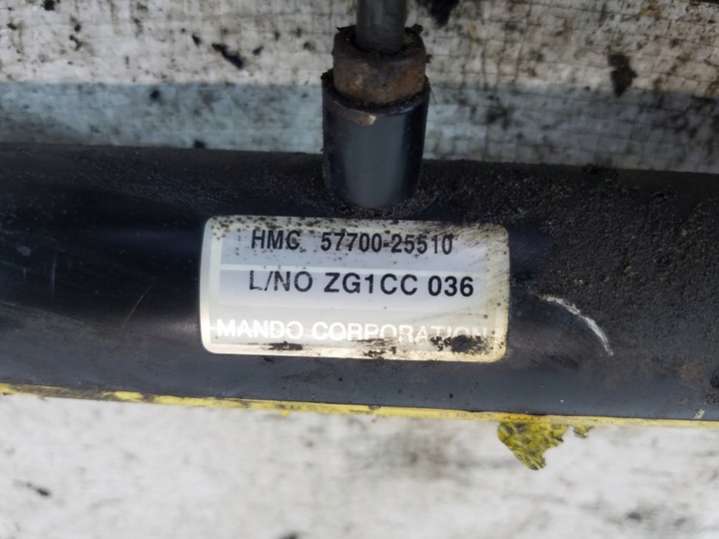 HMC 57700-25510
L/NO ZG1CC 036
MANDO CORPORATION